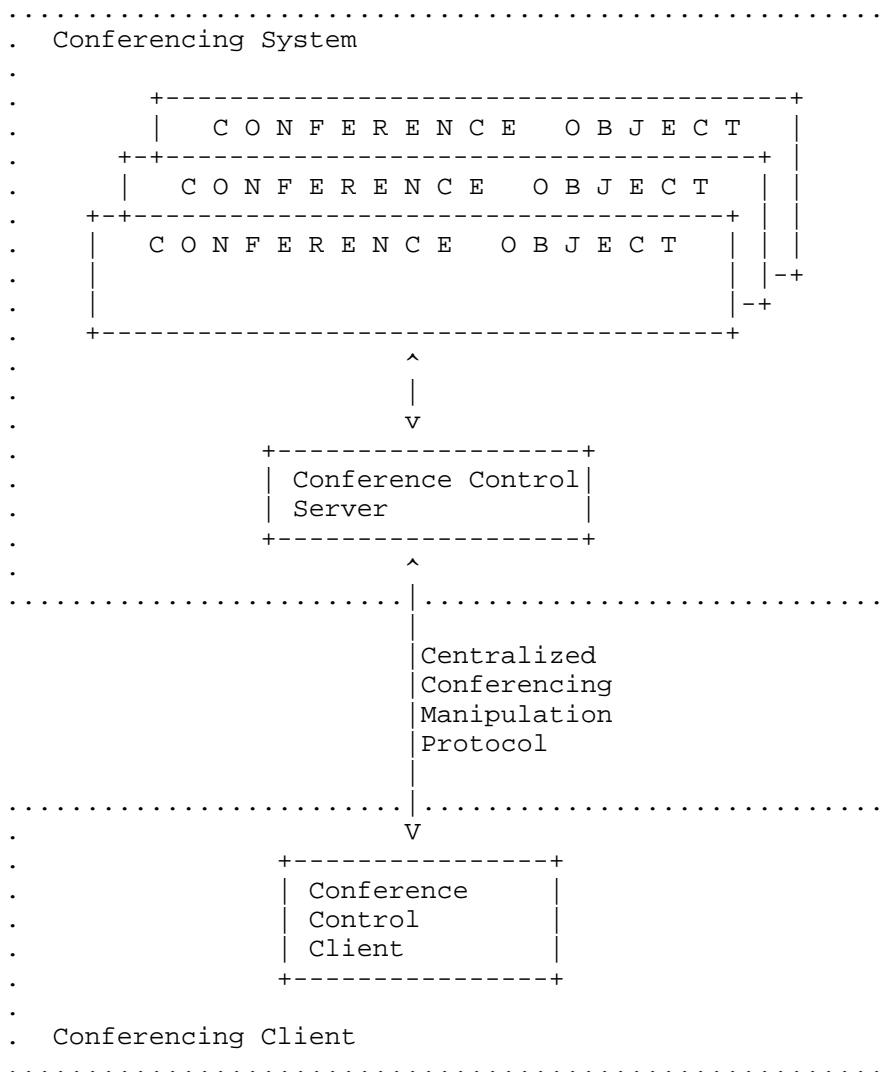 Conferencing System
C O N F E R E N C E   O B J E C T
C O N F E R E N C E   O B J E C T
C O N F E R E N C E   O B J E C T
Conference Control
Server
Centralized
Conferencing
Manipulation
Protocol
Conference
Control
Client
Conferencing Client